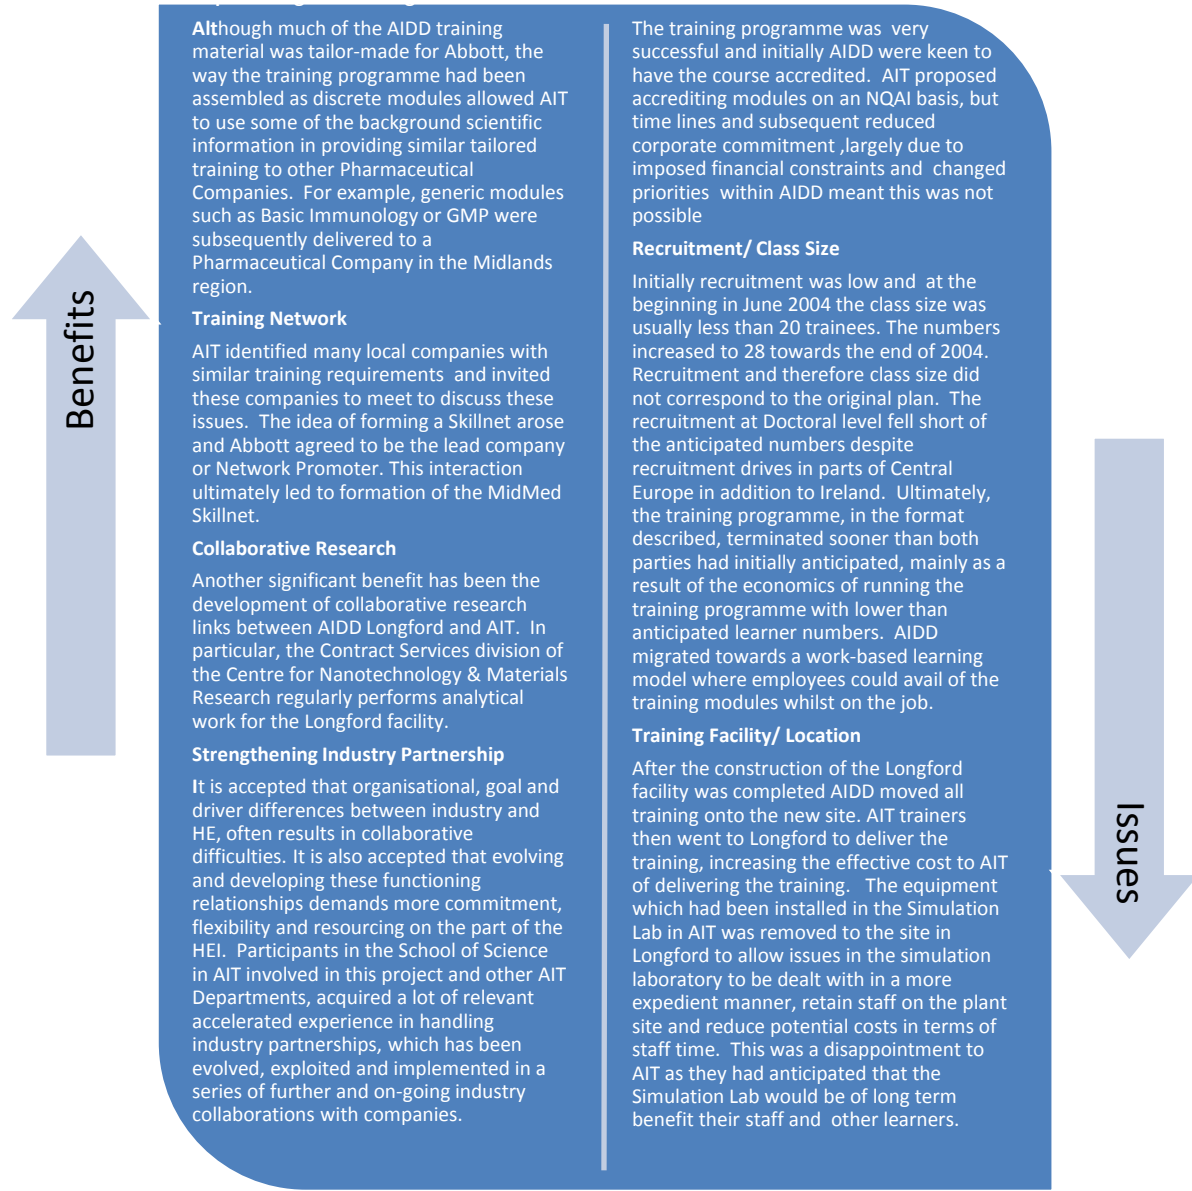 Benefits
Although much of the AIDD training
material was tailor-made for Abbott, the
way the training programme had been
assembled as discrete modules allowed AIT
to use some of the background scientific
information in providing similar tailored
training to other Pharmaceutical
Companies.  For example, generic modules
such as Basic Immunology or GMP were
subsequently delivered to a
Pharmaceutical Company in the Midlands
region.
Training Network
AIT identified many local companies with
similar training requirements  and invited
these companies to meet to discuss these
issues.  The idea of forming a Skillnet arose
and Abbott agreed to be the lead company
or Network Promoter. This interaction
ultimately led to formation of the MidMed
Skillnet.
Collaborative Research
Another significant benefit has been the
development of collaborative research
links between AIDD Longford and AIT.  In
particular, the Contract Services division of
the Centre for Nanotechnology & Materials
Research regularly performs analytical
work for the Longford facility.
Strengthening Industry Partnership
It is accepted that organisational, goal and
driver differences between industry and
HE, often results in collaborative
difficulties. It is also accepted that evolving
and developing these functioning
relationships demands more commitment,
flexibility and resourcing on the part of the
HEI.  Participants in the School of Science
in AIT involved in this project and other AIT
Departments, acquired a lot of relevant
accelerated experience in handling
industry partnerships, which has been
evolved, exploited and implemented in a
series of further and on-going industry
collaborations with companies.
The training programme was  very
successful and initially AIDD were keen to
have the course accredited.  AIT proposed
accrediting modules on an NQAI basis, but
time lines and subsequent reduced
corporate commitment ,largely due to
imposed financial constraints and  changed
priorities  within AIDD meant this was not
possible
Recruitment/ Class Size
Initially recruitment was low and  at the
beginning in June 2004 the class size was
usually less than 20 trainees. The numbers
increased to 28 towards the end of 2004.
Recruitment and therefore class size did
not correspond to the original plan.  The
recruitment at Doctoral level fell short of
the anticipated numbers despite
recruitment drives in parts of Central
Europe in addition to Ireland.  Ultimately,
the training programme, in the format
described, terminated sooner than both
parties had initially anticipated, mainly as a
result of the economics of running the
training programme with lower than
anticipated learner numbers.  AIDD
migrated towards a work-based learning
model where employees could avail of the
training modules whilst on the job.
Training Facility/ Location
After the construction of the Longford
facility was completed AIDD moved all
training onto the new site. AIT trainers
then went to Longford to deliver the
training, increasing the effective cost to AIT
of delivering the training.   The equipment
which had been installed in the Simulation
Lab in AIT was removed to the site in
Longford to allow issues in the simulation
laboratory to be dealt with in a more
expedient manner, retain staff on the plant
site and reduce potential costs in terms of
staff time.  This was a disappointment to
AIT as they had anticipated that the
Simulation Lab would be of long term
benefit their staff and  other learners.
Issues